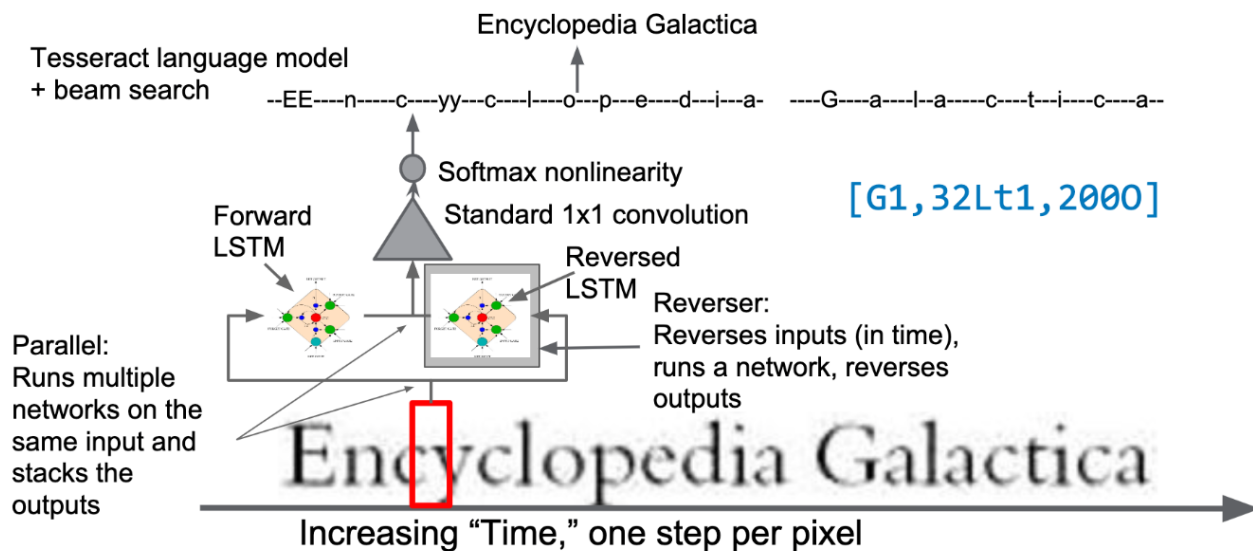 Encyclopedia Galactica
Tesseract language model
+ beam search
--EE----n-----c----yy---c---l----o---p---e---d---i---a- ----G---a----l--a-----c----t---i---c----a--
Softmax nonlinearity
[G1,32Lt1,200O]
Forward
LSTM
Standard 1x1 convolution
Reversed
LSTM
Reverser:
Reverses inputs (in time),
runs a network, reverses
outputs
Parallel:
Runs multiple
networks on the
same input and
stacks the
outputs
Encyclopedia Galactica
Increasing “Time,” one step per pixel